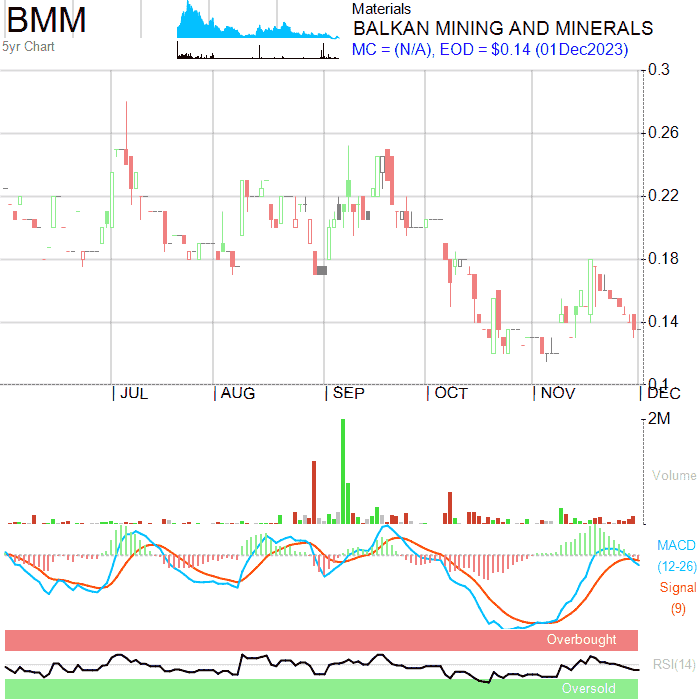 BMM
5yr Chart
Materials
BALKAN MINING AND MINERALS
MC = (N/A), EOD = $0.14 (01Dec2023)
0.3
0.26
0.22
0.18
0.14
0.1
JUL
AUG
SEP
OCT
NOV
DEC
2M
Volume
MACD
(12-26)
Signal
(9)
Overbought
RSI(14)
Oversold